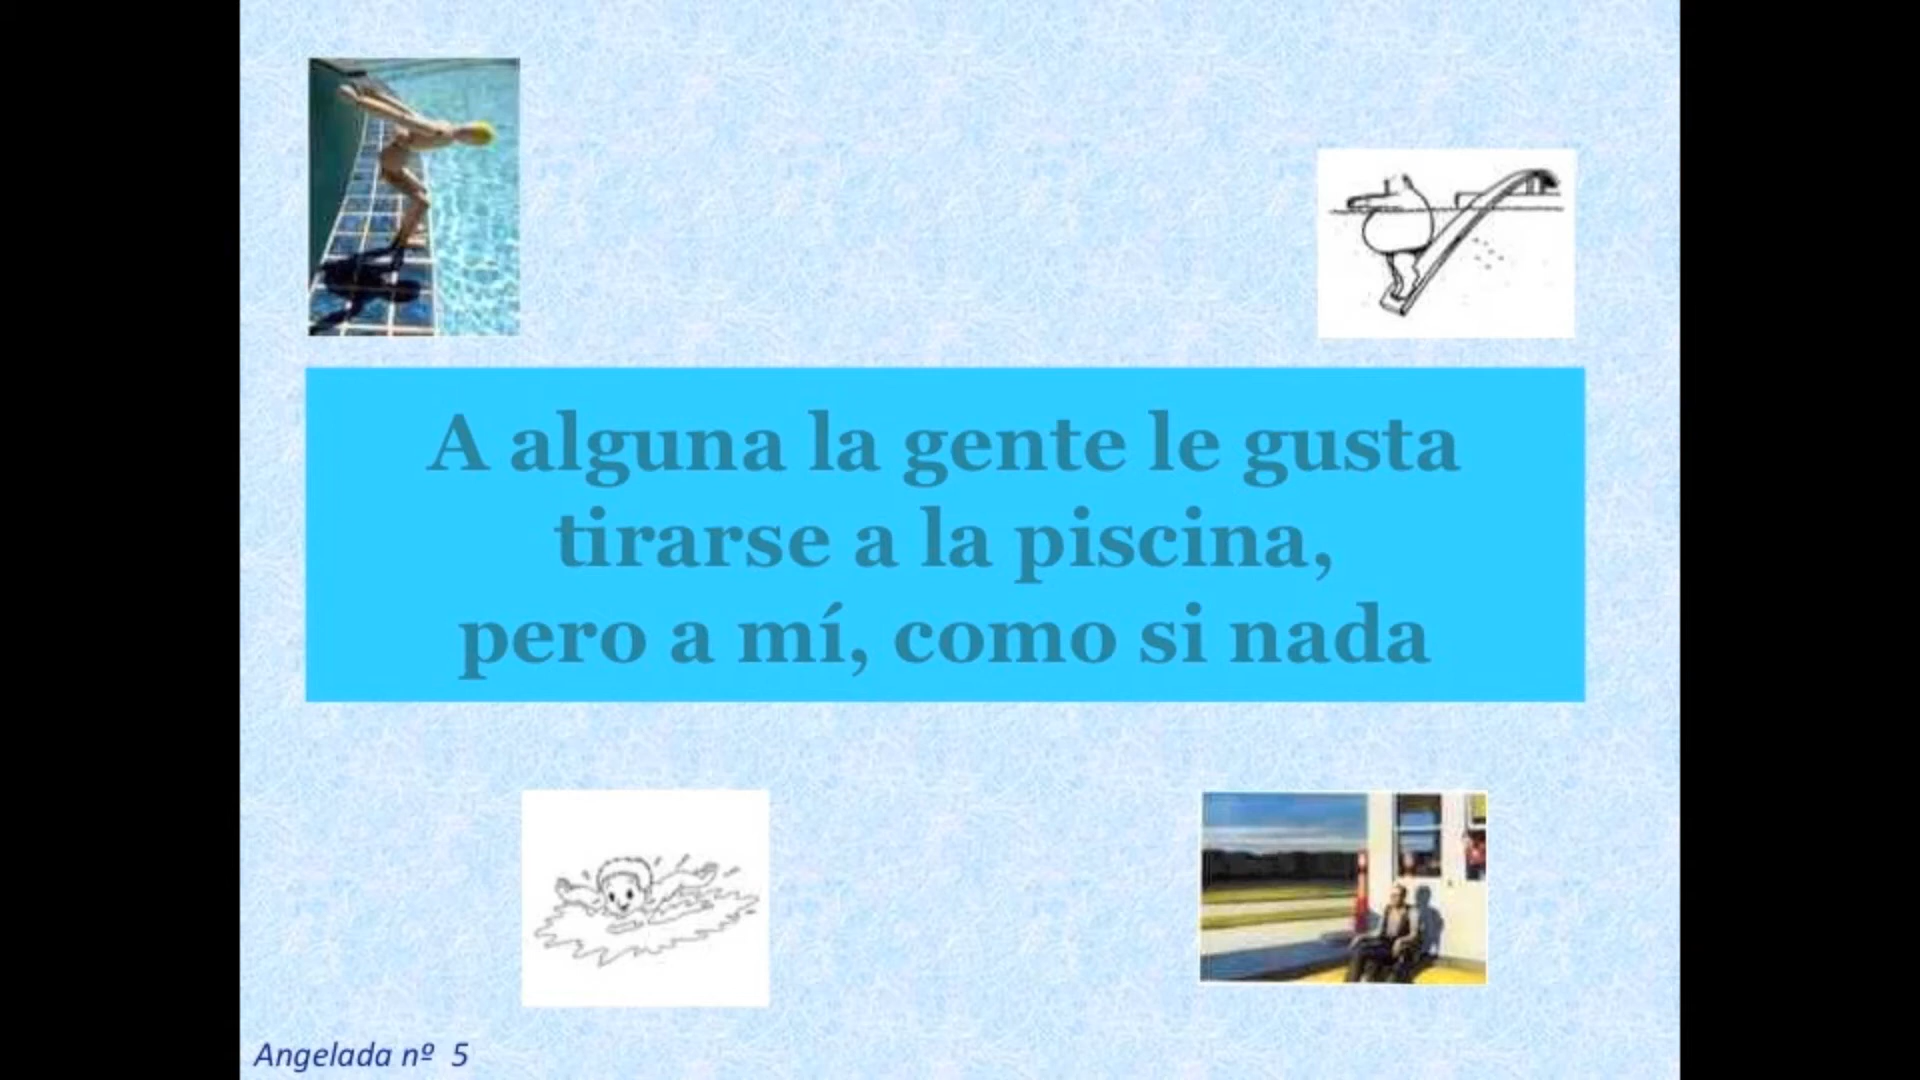 A alguna la gente le gusta
tirarse a la piscina,
pero a mí, como si nada
Angelada nº 5